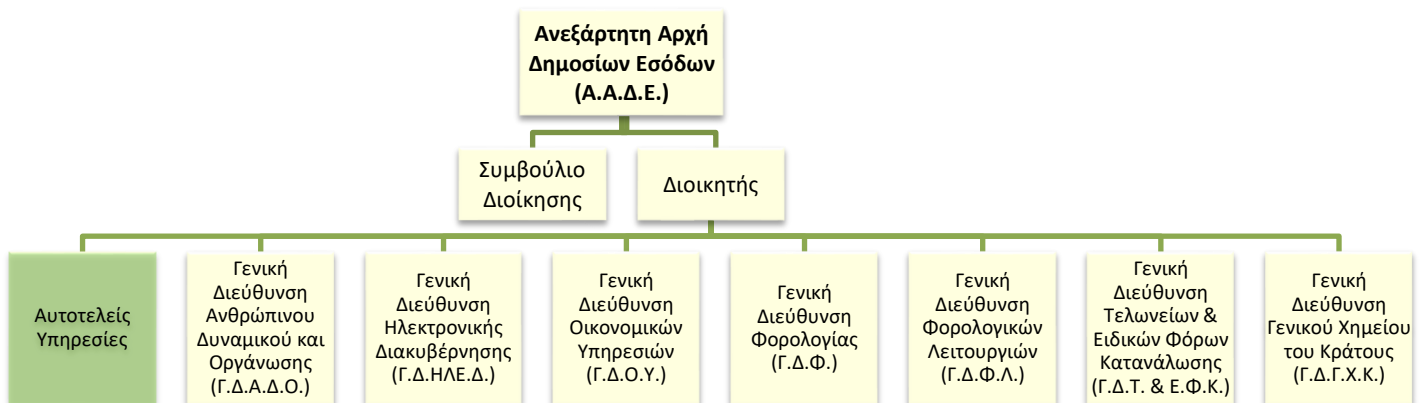 Ανεξάρτητη Αρχή
Δημοσίων Εσόδων
(Α.Α.Δ.Ε.)
Συμβούλιο
Διοίκησης
Διοικητής
Αυτοτελείς
Υπηρεσίες
Γενική
Διεύθυνση
Ανθρώπινου
Δυναμικού και
Οργάνωσης
(Γ.Δ.Α.Δ.Ο.)
Γενική
Διεύθυνση
Ηλεκτρονικής
Διακυβέρνησης
(Γ.Δ.ΗΛΕ.Δ.)
Γενική
Διεύθυνση
Οικονομικών
Υπηρεσιών
(Γ.Δ.Ο.Υ.)
Γενική
Διεύθυνση
Φορολογίας
(Γ.Δ.Φ.)
Γενική
Διεύθυνση
Φορολογικών
Λειτουργιών
(Γ.Δ.Φ.Λ.)
Γενική
Διεύθυνση
Τελωνείων &
Ειδικών Φόρων
Κατανάλωσης
(Γ.Δ.Τ. & Ε.Φ.Κ.)
Γενική
Διεύθυνση
Γενικού Χημείου
του Κράτους
(Γ.Δ.Γ.Χ.Κ.)